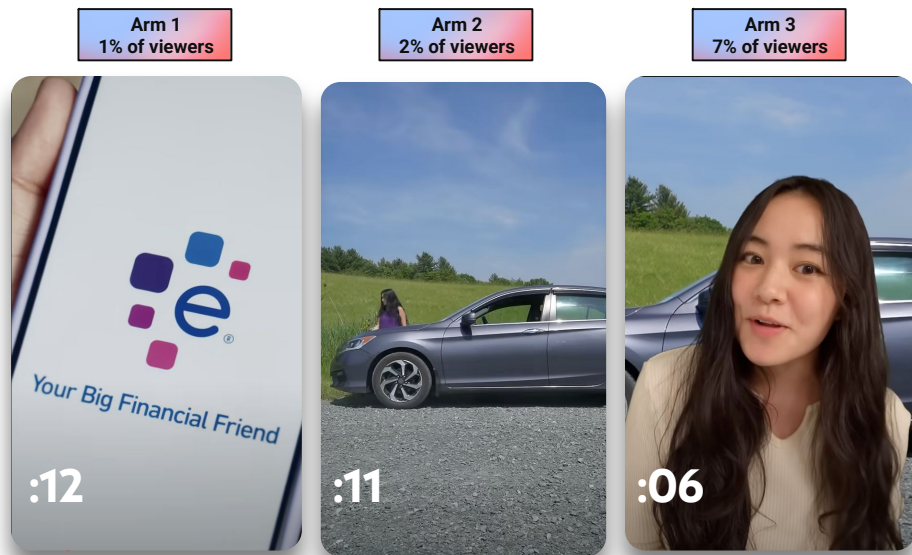 Arm 1
1% of viewers
Arm 2
2% of viewers
Arm 3
7% of viewers
e
®
Your Big Financial Friend
:12
:11
:06